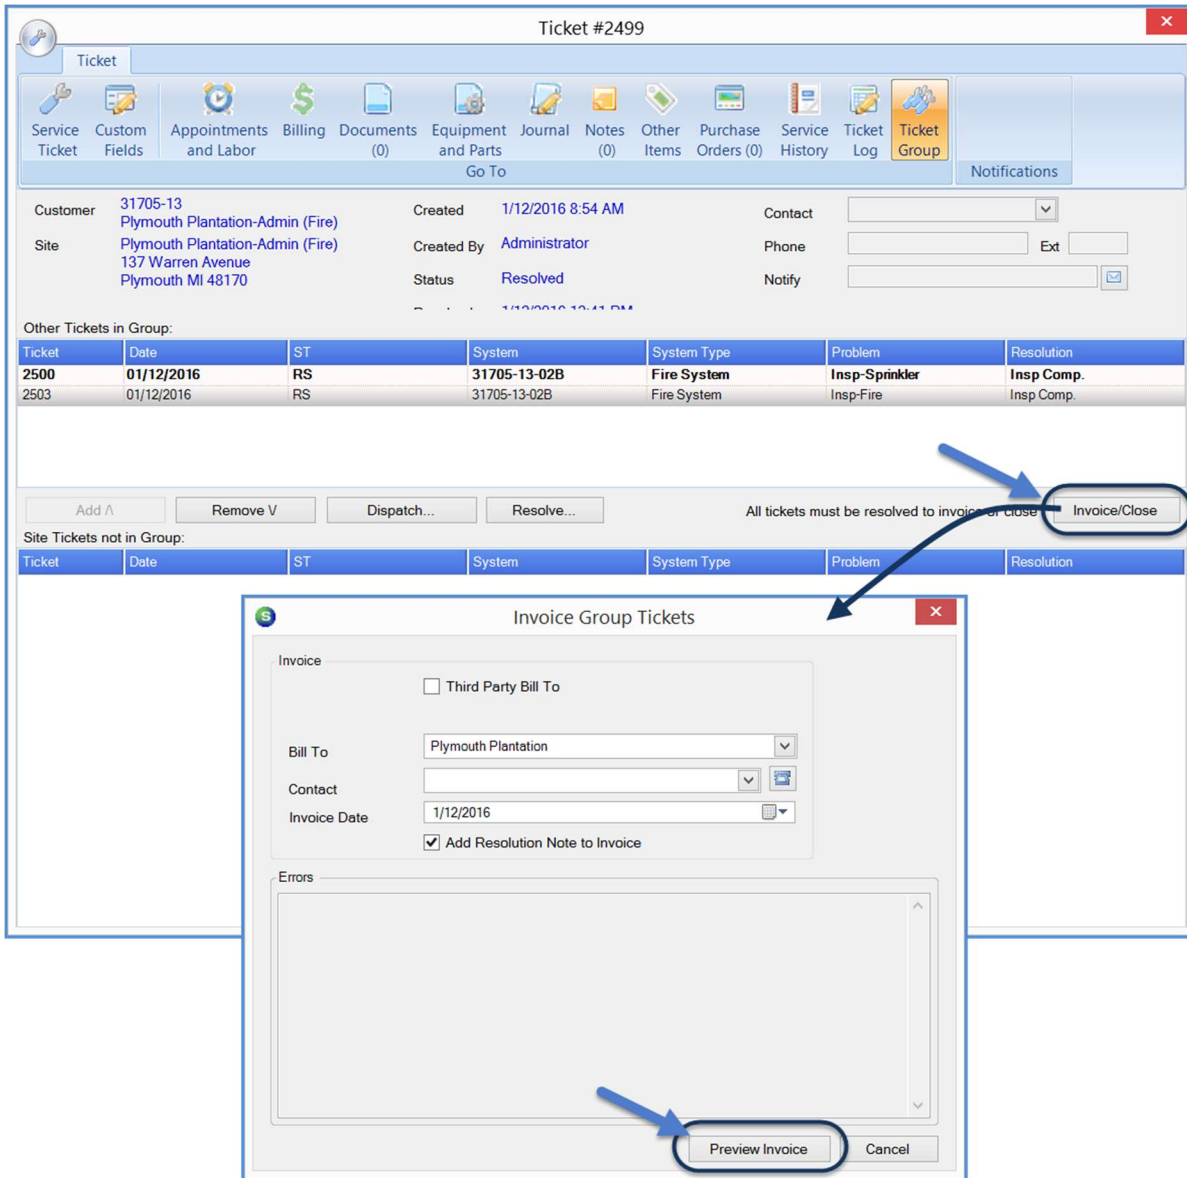 Ticket #2499
Ticket
Service Ticket
Custom Fields
Appointments and Labor
Billing
Documents (0)
Equipment and Parts
Journal
Notes (0)
Other Items
Purchase Orders (0)
Service History
Ticket Log
Ticket Group
Go To
Notifications
Customer 31705-13
Plymouth Plantation-Admin (Fire)
Site Plymouth Plantation-Admin (Fire)
137 Warren Avenue
Plymouth MI 48170
Created 1/12/2016 8:54 AM
Created By Administrator
Status Resolved
1/12/2016 12:41 PM
Contact
Phone Ext
Notify
Other Tickets in Group:
Ticket Date ST System System Type Problem Resolution
2500 01/12/2016 RS 31705-13-02B Fire System Insp-Sprinkler Insp Comp.
2503 01/12/2016 RS 31705-13-02B Fire System Insp-Fire Insp Comp.
Add /\ Remove \/ Dispatch... Resolve... All tickets must be resolved to invoice or close Invoice/Close
Site Tickets not in Group:
Ticket Date ST System System Type Problem Resolution
S
Invoice Group Tickets
Invoice
Third Party Bill To
Bill To Plymouth Plantation
Contact
Invoice Date 1/12/2016
Add Resolution Note to Invoice
Errors
Preview Invoice Cancel